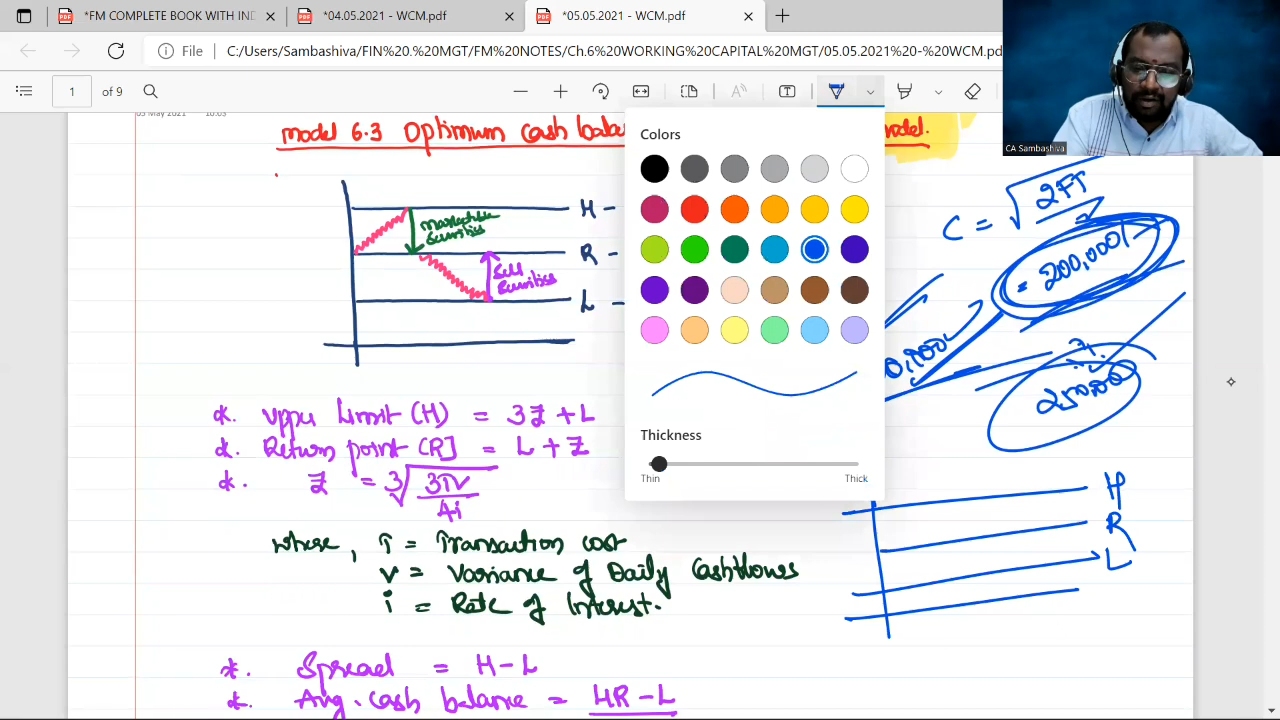 *FM COMPLETE BOOK WITH IND
*04.05.2021 - WCM.pdf
*05.05.2021 - WCM.pdf
File
C:/Users/Sambashiva/FIN%20.%20MGT/FM%20NOTES/Ch.6%20WORKING%20CAPITAL%20MGT/05.05.2021%20-%20WCM.pd
1 of 9
CA Sambashiva
model 6.3 Optimum cash bala
model.
H -
marketable
securities
R -
Sell
Securities
L -
Colors
Thickness
Thin
Thick
C = √2FT
= 200,000/-
250,000
*. Upper Limit (H) = 3Z + L
*. Return point (R] = L + Z
*. Z = 3√3TV
4i
where, T = Transaction cost
V = Variance of Daily Cashflows
i = Rate of Interest.
H
R
L
*. Spread = H - L
*. Avg. cash balance = 4R - L